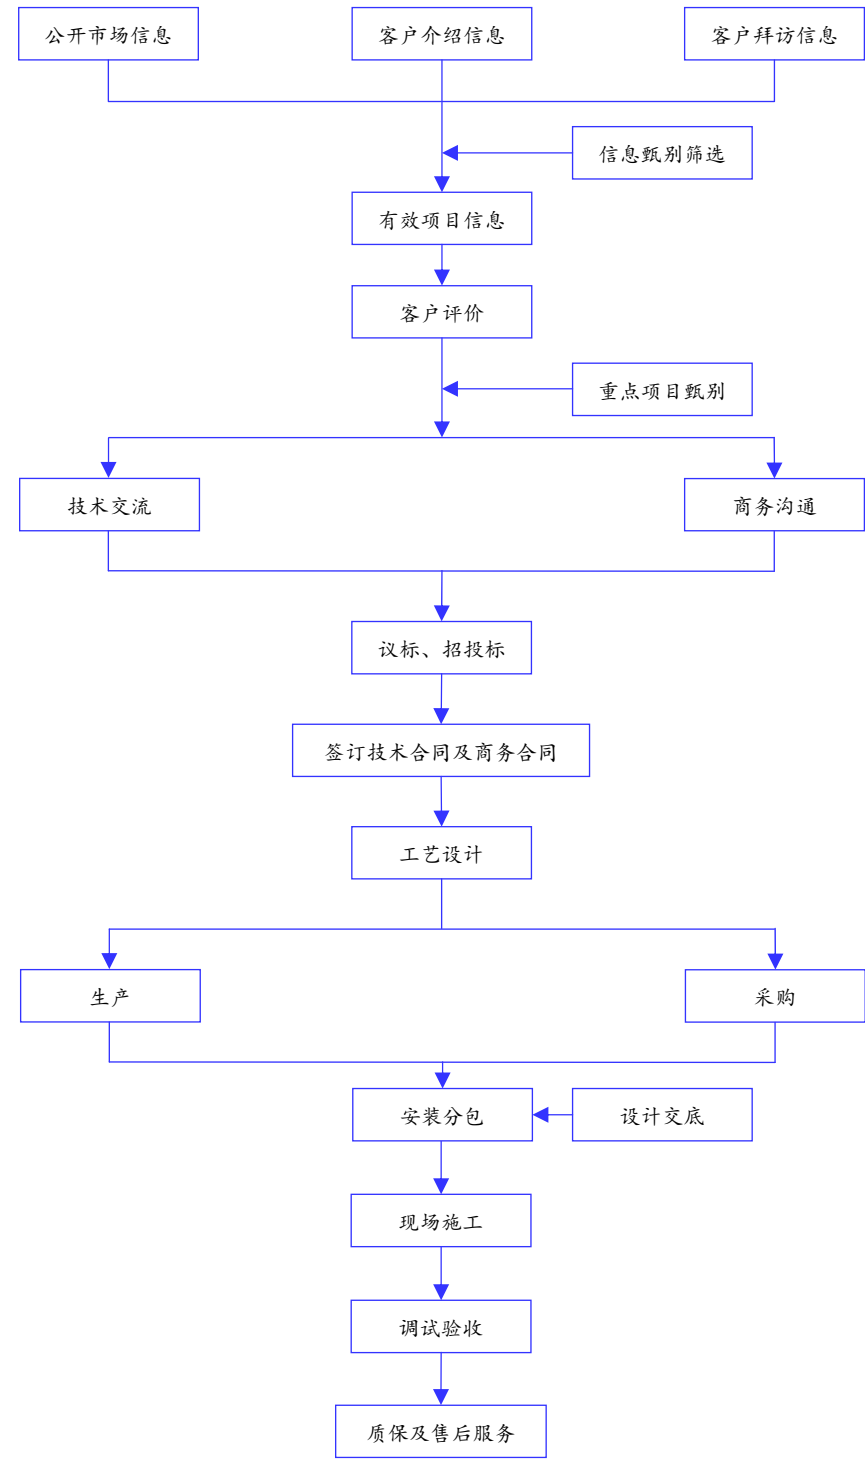 公开市场信息
客户介绍信息
客户拜访信息
信息甄别筛选
有效项目信息
客户评价
重点项目甄别
技术交流
商务沟通
议标、招投标
签订技术合同及商务合同
工艺设计
生产
采购
安装分包
设计交底
现场施工
调试验收
质保及售后服务